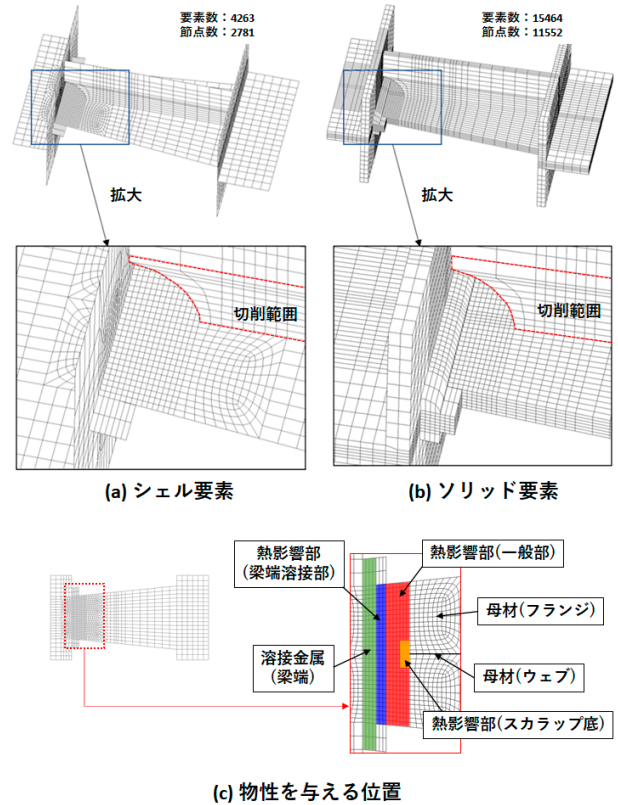 要素数：4263
節点数：2781
要素数：15464
節点数：11552
拡大
拡大
切削範囲
切削範囲
(a) シェル要素
(b) ソリッド要素
熱影響部
(梁端溶接部)
熱影響部(一般部)
母材(フランジ)
溶接金属
(梁端)
母材(ウェブ)
熱影響部(スカラップ底)
(c) 物性を与える位置